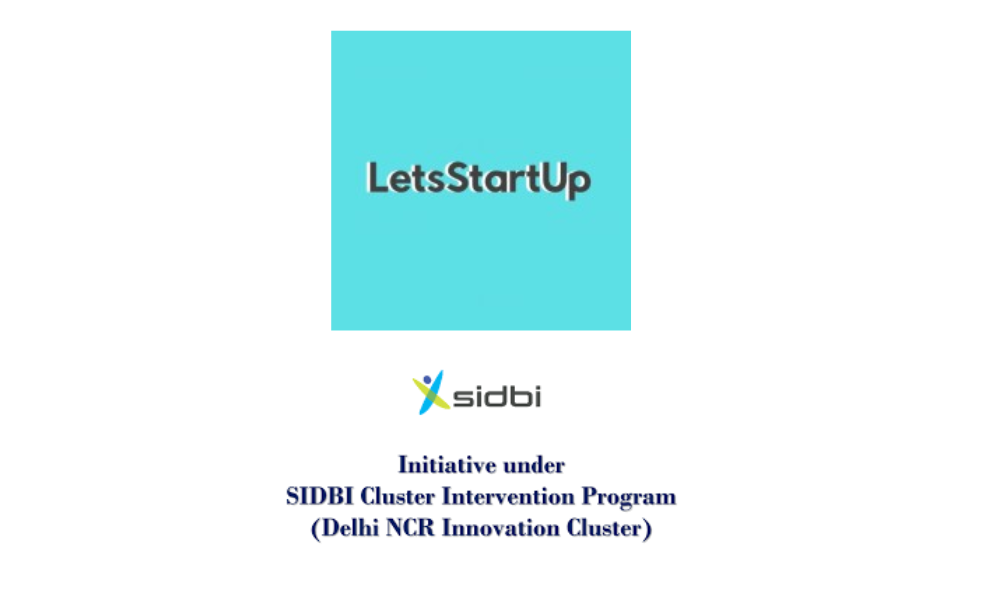 LetsStartUp
sidbi
Initiative under
SIDBI Cluster Intervention Program
(Delhi NCR Innovation Cluster)